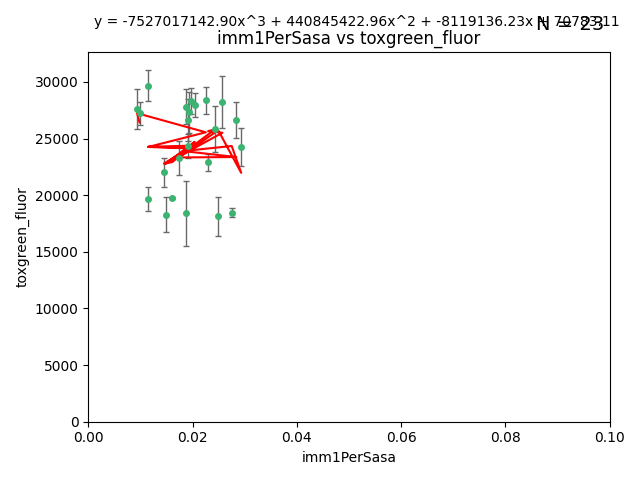 y = -7527017142.90x^3 + 440845422.96x^2 + -8119136.23x + 70783.11
N = 23
imm1PerSasa vs toxgreen_fluor
30000
25000
20000
15000
10000
5000
0
toxgreen_fluor
0.00 0.02 0.04 0.06 0.08 0.10
imm1PerSasa